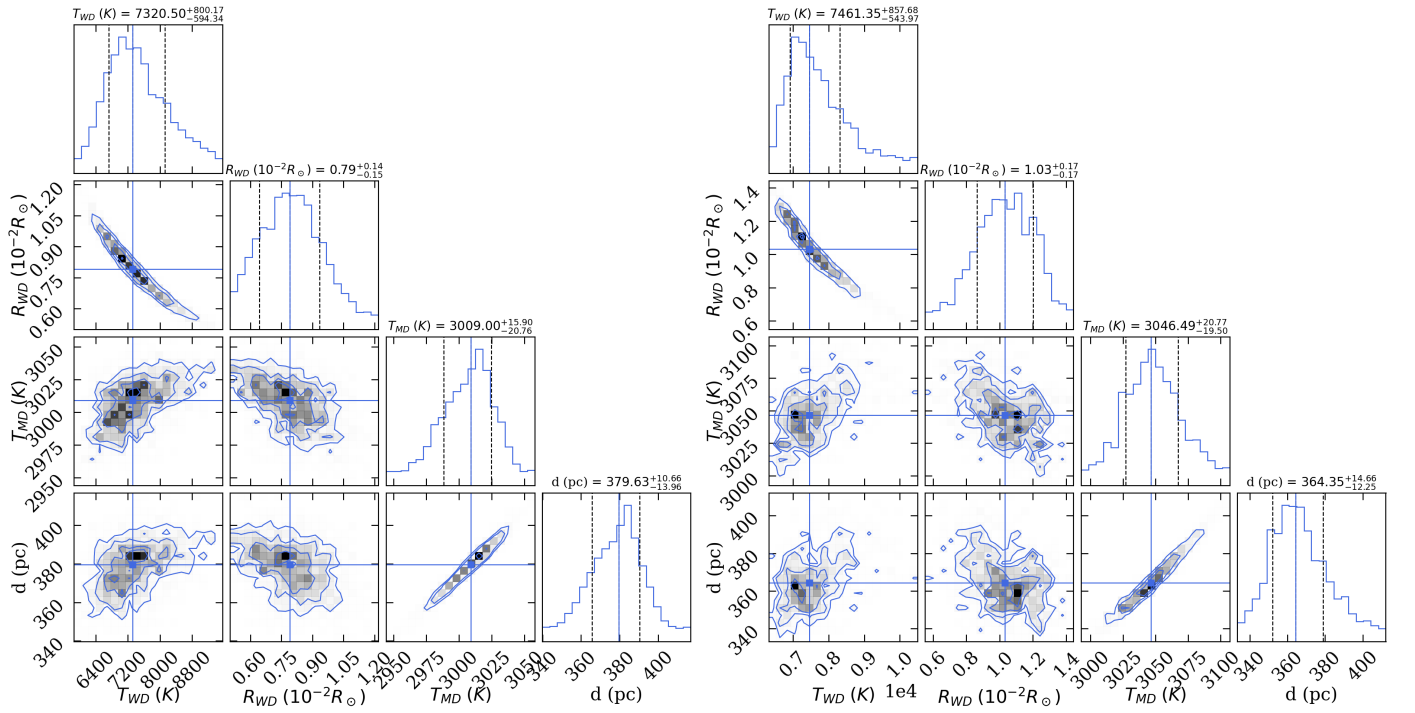 T_WD (K) = 7320.50 +800.17 −594.34
R_WD (10^−2 R_⊙) = 0.79 +0.14 −0.15
T_MD (K) = 3009.00 +15.90 −20.76
d (pc) = 379.63 +10.66 −13.96
R_WD (10^−2 R_⊙)
1.20
1.05
0.90
0.75
0.60
T_MD (K)
3050
3025
3000
2975
2950
d (pc)
400
380
360
340
6400 7200 8000 8800
T_WD (K)
0.60 0.75 0.90 1.05 1.20
R_WD (10^−2 R_⊙)
2950 2975 3000 3025 3050
T_MD (K)
340 360 380 400
d (pc)
T_WD (K) = 7461.35 +857.68 −543.97
R_WD (10^−2 R_⊙) = 1.03 +0.17 −0.17
T_MD (K) = 3046.49 +20.77 −19.50
d (pc) = 364.35 +14.66 −12.25
R_WD (10^−2 R_⊙)
1.4
1.2
1.0
0.8
0.6
T_MD (K)
3100
3075
3050
3025
3000
d (pc)
400
380
360
340
0.7 0.8 0.9 1.0
T_WD (K) 1e4
0.6 0.8 1.0 1.2 1.4
R_WD (10^−2 R_⊙)
3000 3025 3050 3075 3100
T_MD (K)
340 360 380 400
d (pc)